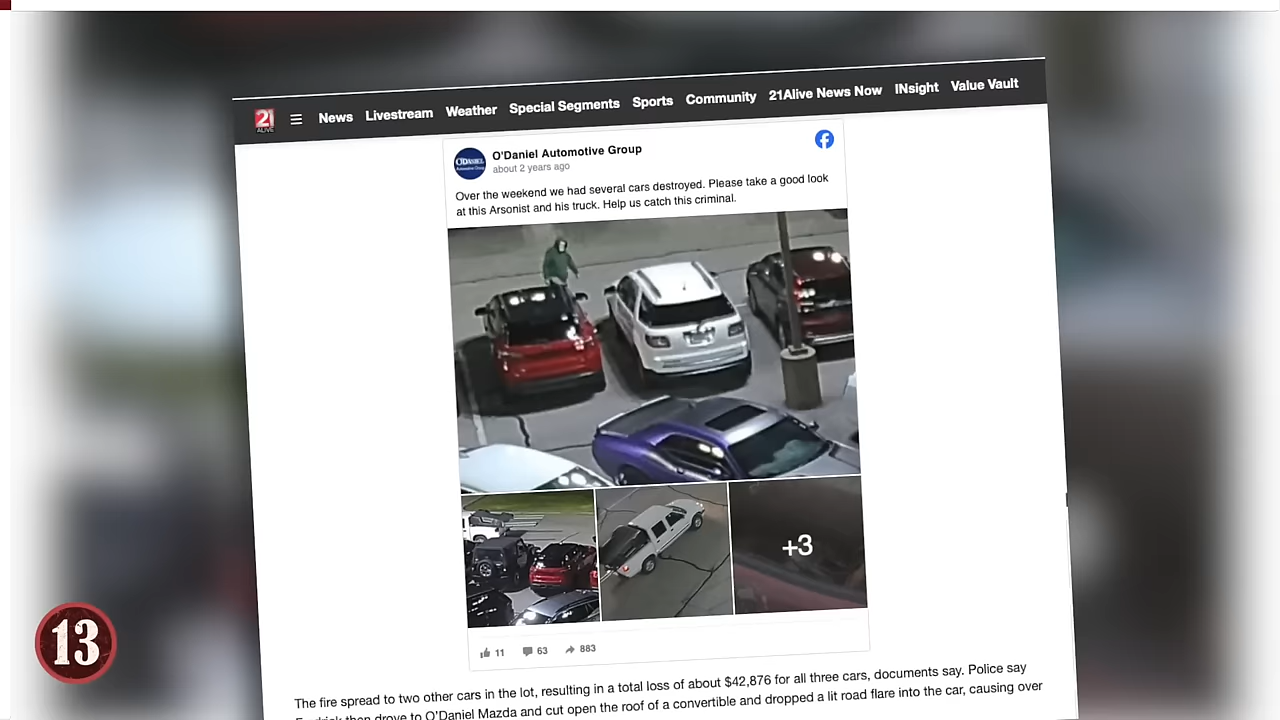 21
ALIVE
News Livestream Weather Special Segments Sports Community 21Alive News Now INsight Value Vault
O'DANIEL
Automotive Group
O'Daniel Automotive Group
about 2 years ago
Over the weekend we had several cars destroyed. Please take a good look
at this Arsonist and his truck. Help us catch this criminal.
+3
11 63 883
The fire spread to two other cars in the lot, resulting in a total loss of about $42,876 for all three cars, documents say. Police say
then drove to O'Daniel Mazda and cut open the roof of a convertible and dropped a lit road flare into the car, causing over
13